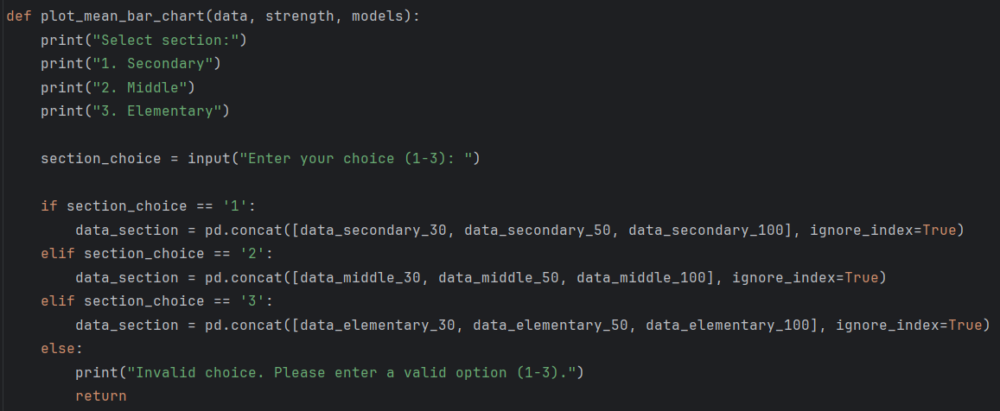 def plot_mean_bar_chart(data, strength, models):
    print("Select section:")
    print("1. Secondary")
    print("2. Middle")
    print("3. Elementary")

    section_choice = input("Enter your choice (1-3): ")

    if section_choice == '1':
        data_section = pd.concat([data_secondary_30, data_secondary_50, data_secondary_100], ignore_index=True)
    elif section_choice == '2':
        data_section = pd.concat([data_middle_30, data_middle_50, data_middle_100], ignore_index=True)
    elif section_choice == '3':
        data_section = pd.concat([data_elementary_30, data_elementary_50, data_elementary_100], ignore_index=True)
    else:
        print("Invalid choice. Please enter a valid option (1-3).")
        return